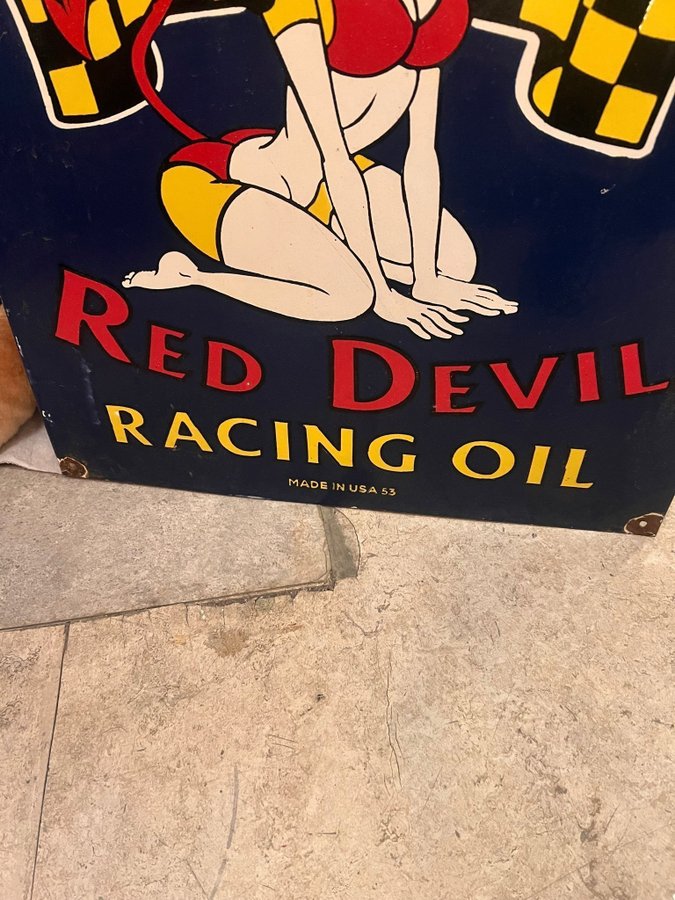 RED DEVIL
RACING OIL
MADE IN USA 53